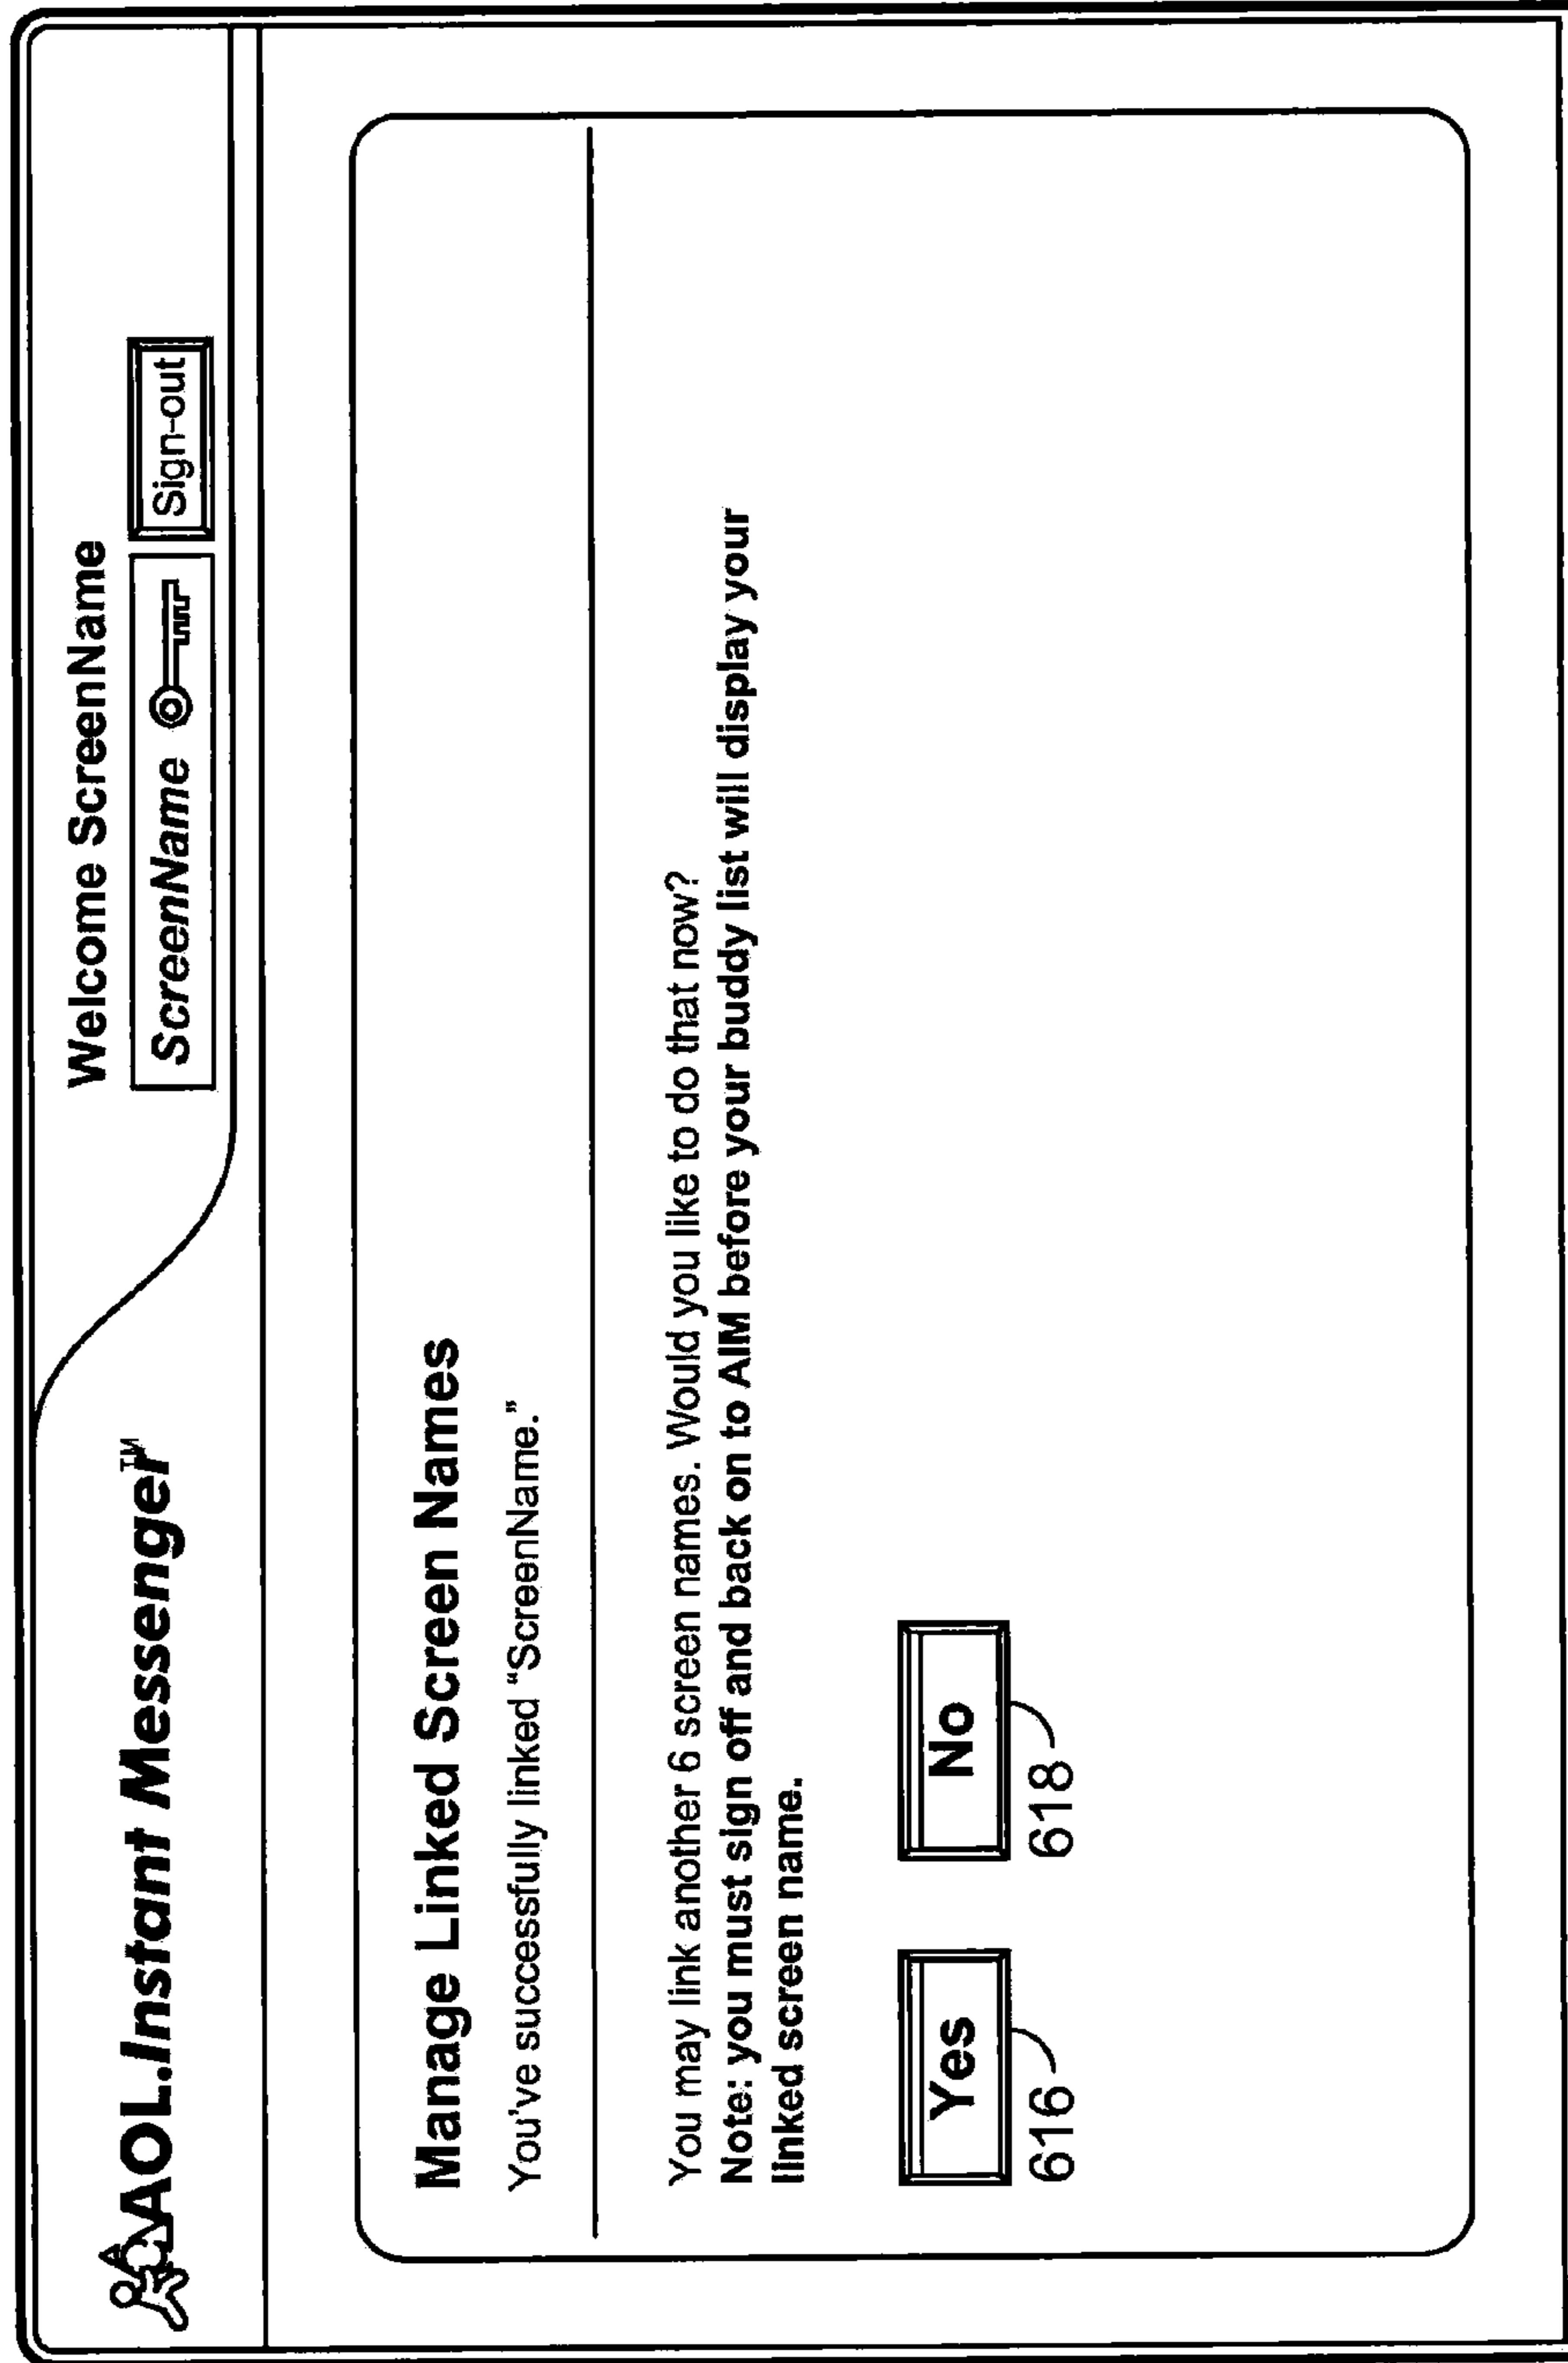 AOL.Instant Messenger™
Welcome ScreenName
ScreenName
Sign-out
Manage Linked Screen Names
You've successfully linked “ScreenName.”
You may link another 6 screen names. Would you like to do that now?
Note: you must sign off and back on to AIM before your buddy list will display your
linked screen name.
Yes
No
616
618